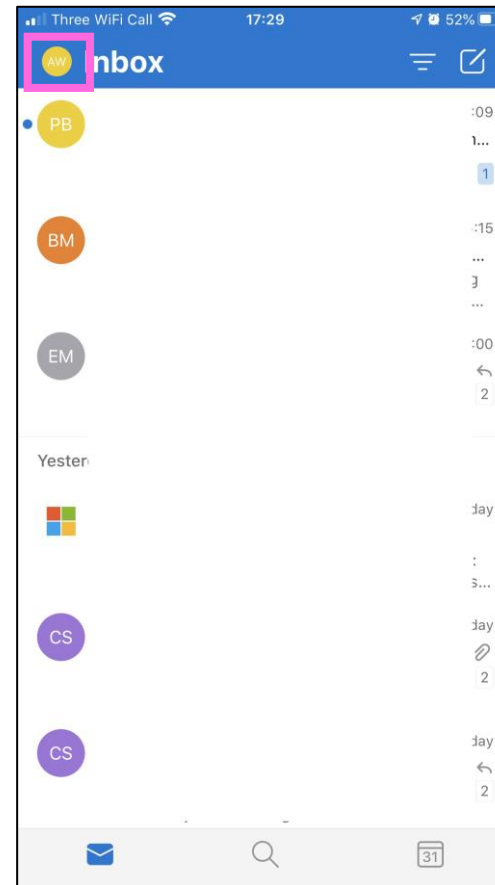 Three WiFi Call 17:29 52%
AW Inbox
PB :09
1
BM :15
...
g
...
EM :00
2
Yester
day
:
s...
CS day
2
CS day
2
31